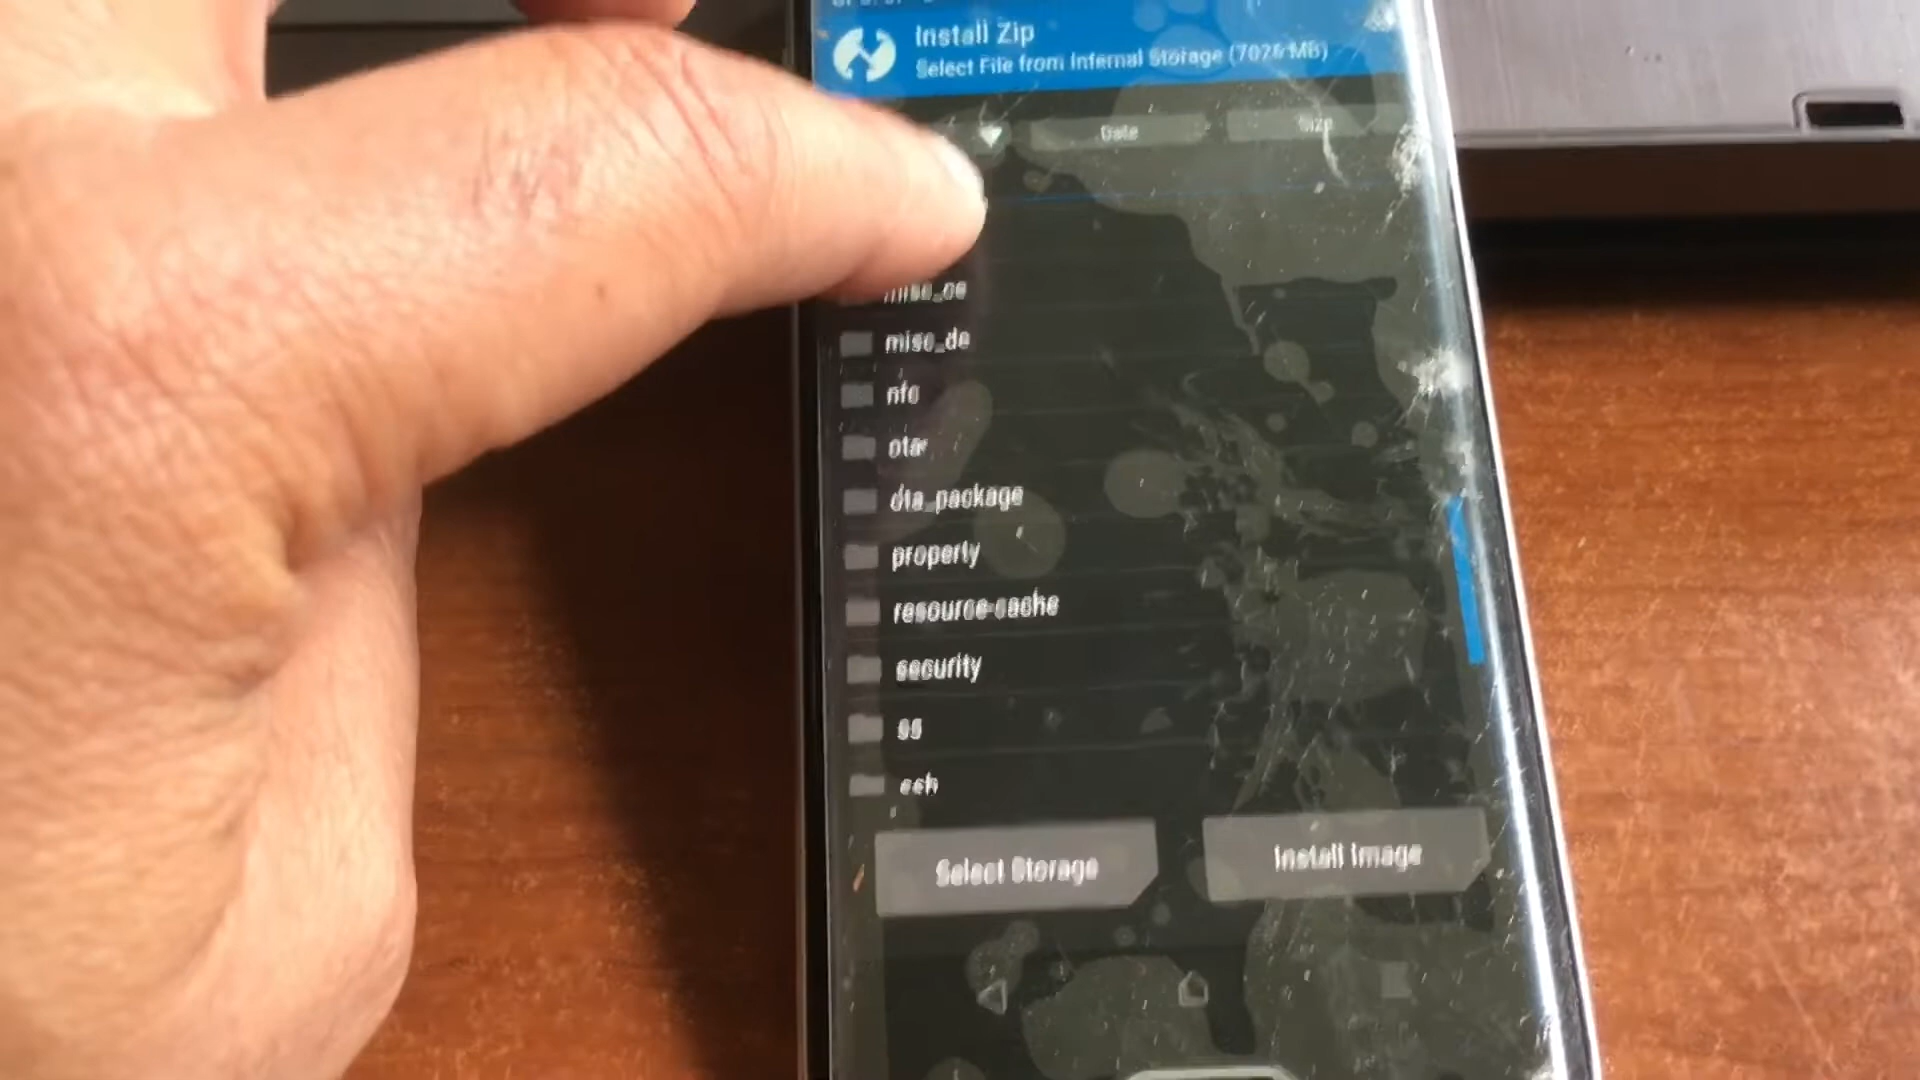 Install Zip
Select File from Internal Storage (7026 MB)
Date
Size
misc_ce
misc_de
nfc
ota
ota_package
property
resource-cache
security
ss
ssh
Select Storage
Install Image